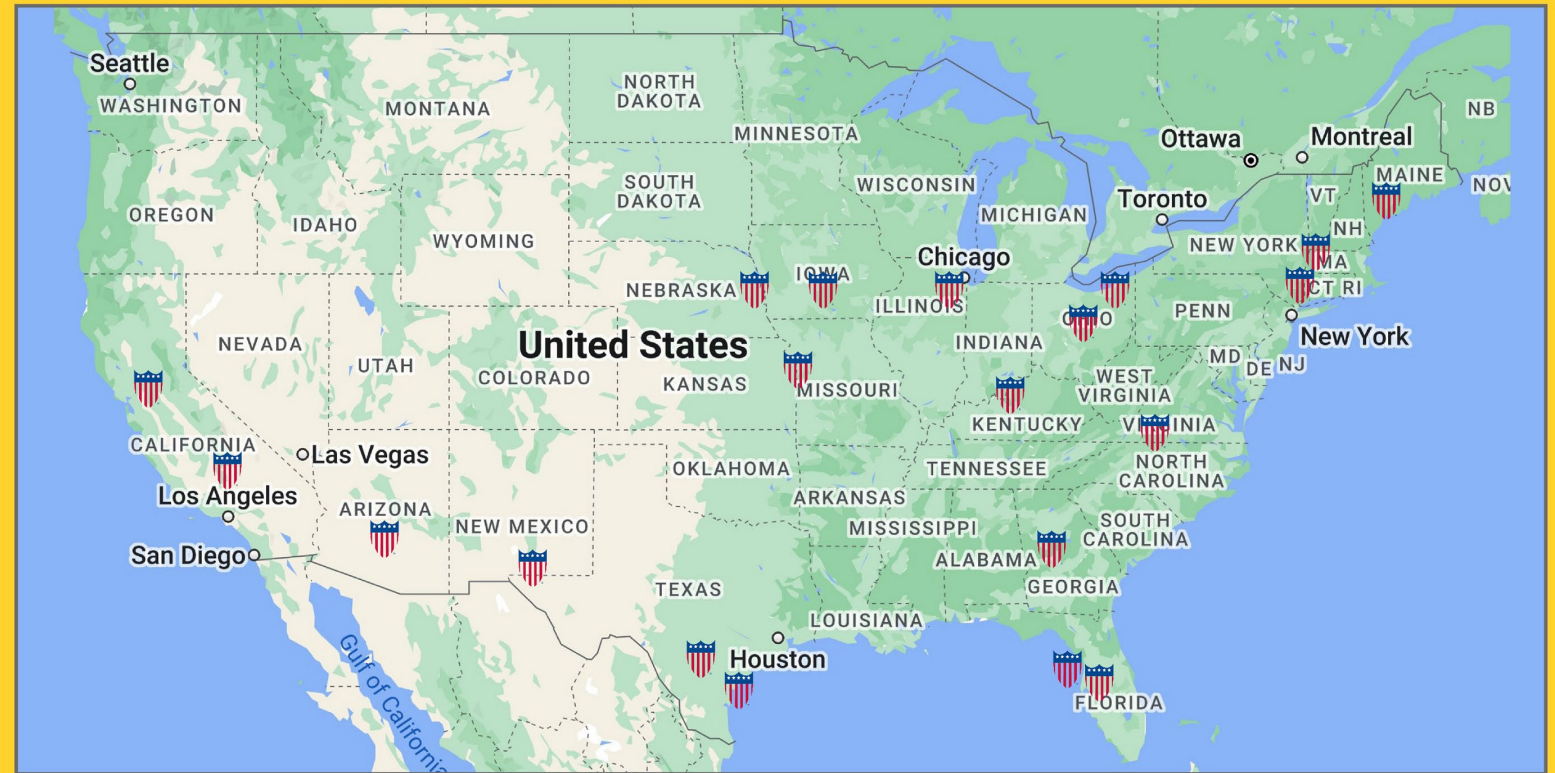 Seattle
WASHINGTON
MONTANA
NORTH
DAKOTA
MINNESOTA
Ottawa
Montreal
NB
OREGON
IDAHO
WYOMING
SOUTH
DAKOTA
WISCONSIN
MICHIGAN
Toronto
VT
MAINE
NOV
NEW YORK
NH
MA
Chicago
NEBRASKA
IOWA
ILLINOIS
CT RI
PENN
NEVADA
UTAH
United States
COLORADO
KANSAS
MISSOURI
INDIANA
OHIO
New York
MD
DE
NJ
WEST
VIRGINIA
KENTUCKY
VIRGINIA
CALIFORNIA
Las Vegas
Los Angeles
ARIZONA
NEW MEXICO
OKLAHOMA
ARKANSAS
TENNESSEE
NORTH
CAROLINA
MISSISSIPPI
SOUTH
CAROLINA
San Diego
TEXAS
ALABAMA
GEORGIA
LOUISIANA
Houston
FLORIDA
Gulf of California